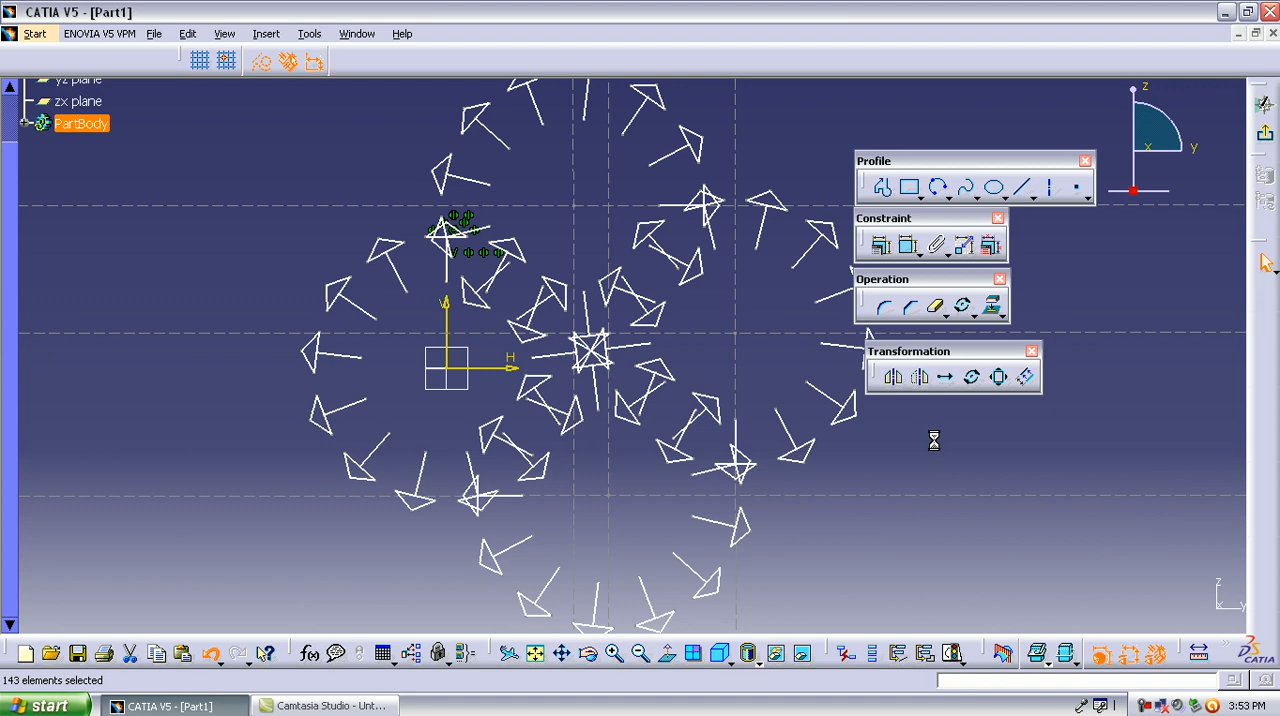 CATIA V5 - [Part1]
Start ENOVIA V5 VPM File Edit View Insert Tools Window Help
yz plane
zx plane
PartBody
z
x
y
Profile
Constraint
Operation
Transformation
V
H
z
x y
f(x)
CATIA
143 elements selected
start CATIA V5 - [Part1] Camtasia Studio - Unt... 3:53 PM